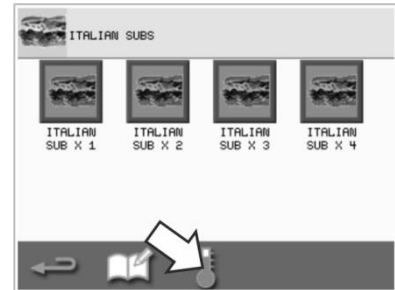 ITALIAN SUBS
ITALIAN SUB X 1
ITALIAN SUB X 2
ITALIAN SUB X 3
ITALIAN SUB X 4